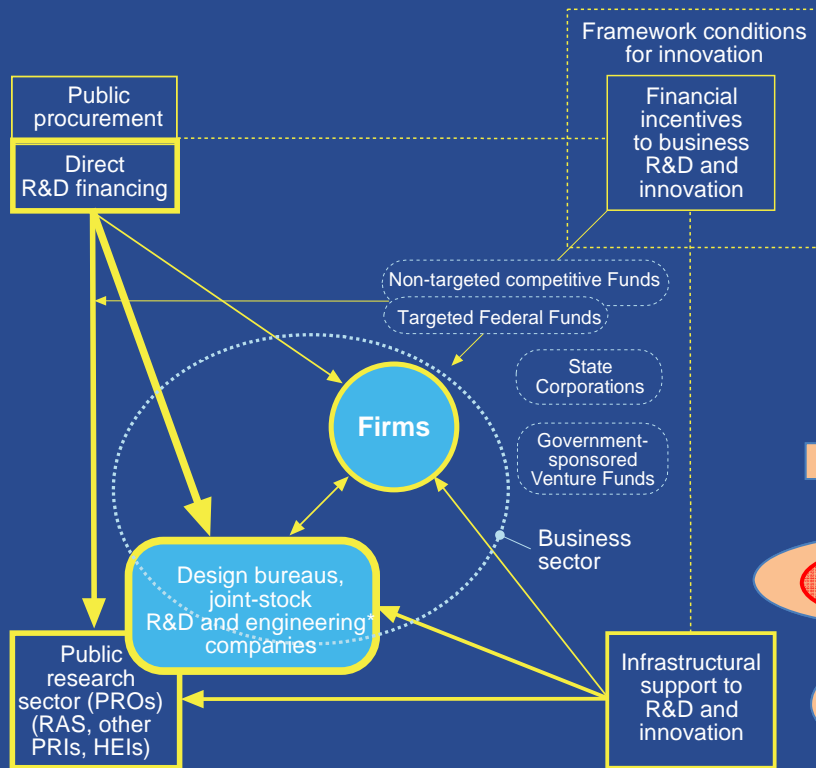 Framework conditions
for innovation
Public
procurement
Direct
R&D financing
Financial
incentives
to business
R&D and
innovation
Non-targeted competitive Funds
Targeted Federal Funds
State
Corporations
Firms
Government-
sponsored
Venture Funds
Business
sector
Design bureaus,
joint-stock
R&D and engineering*
companies
Public
research
sector (PROs)
(RAS, other
PRIs, HEIs)
Infrastructural
support to
R&D and
innovation